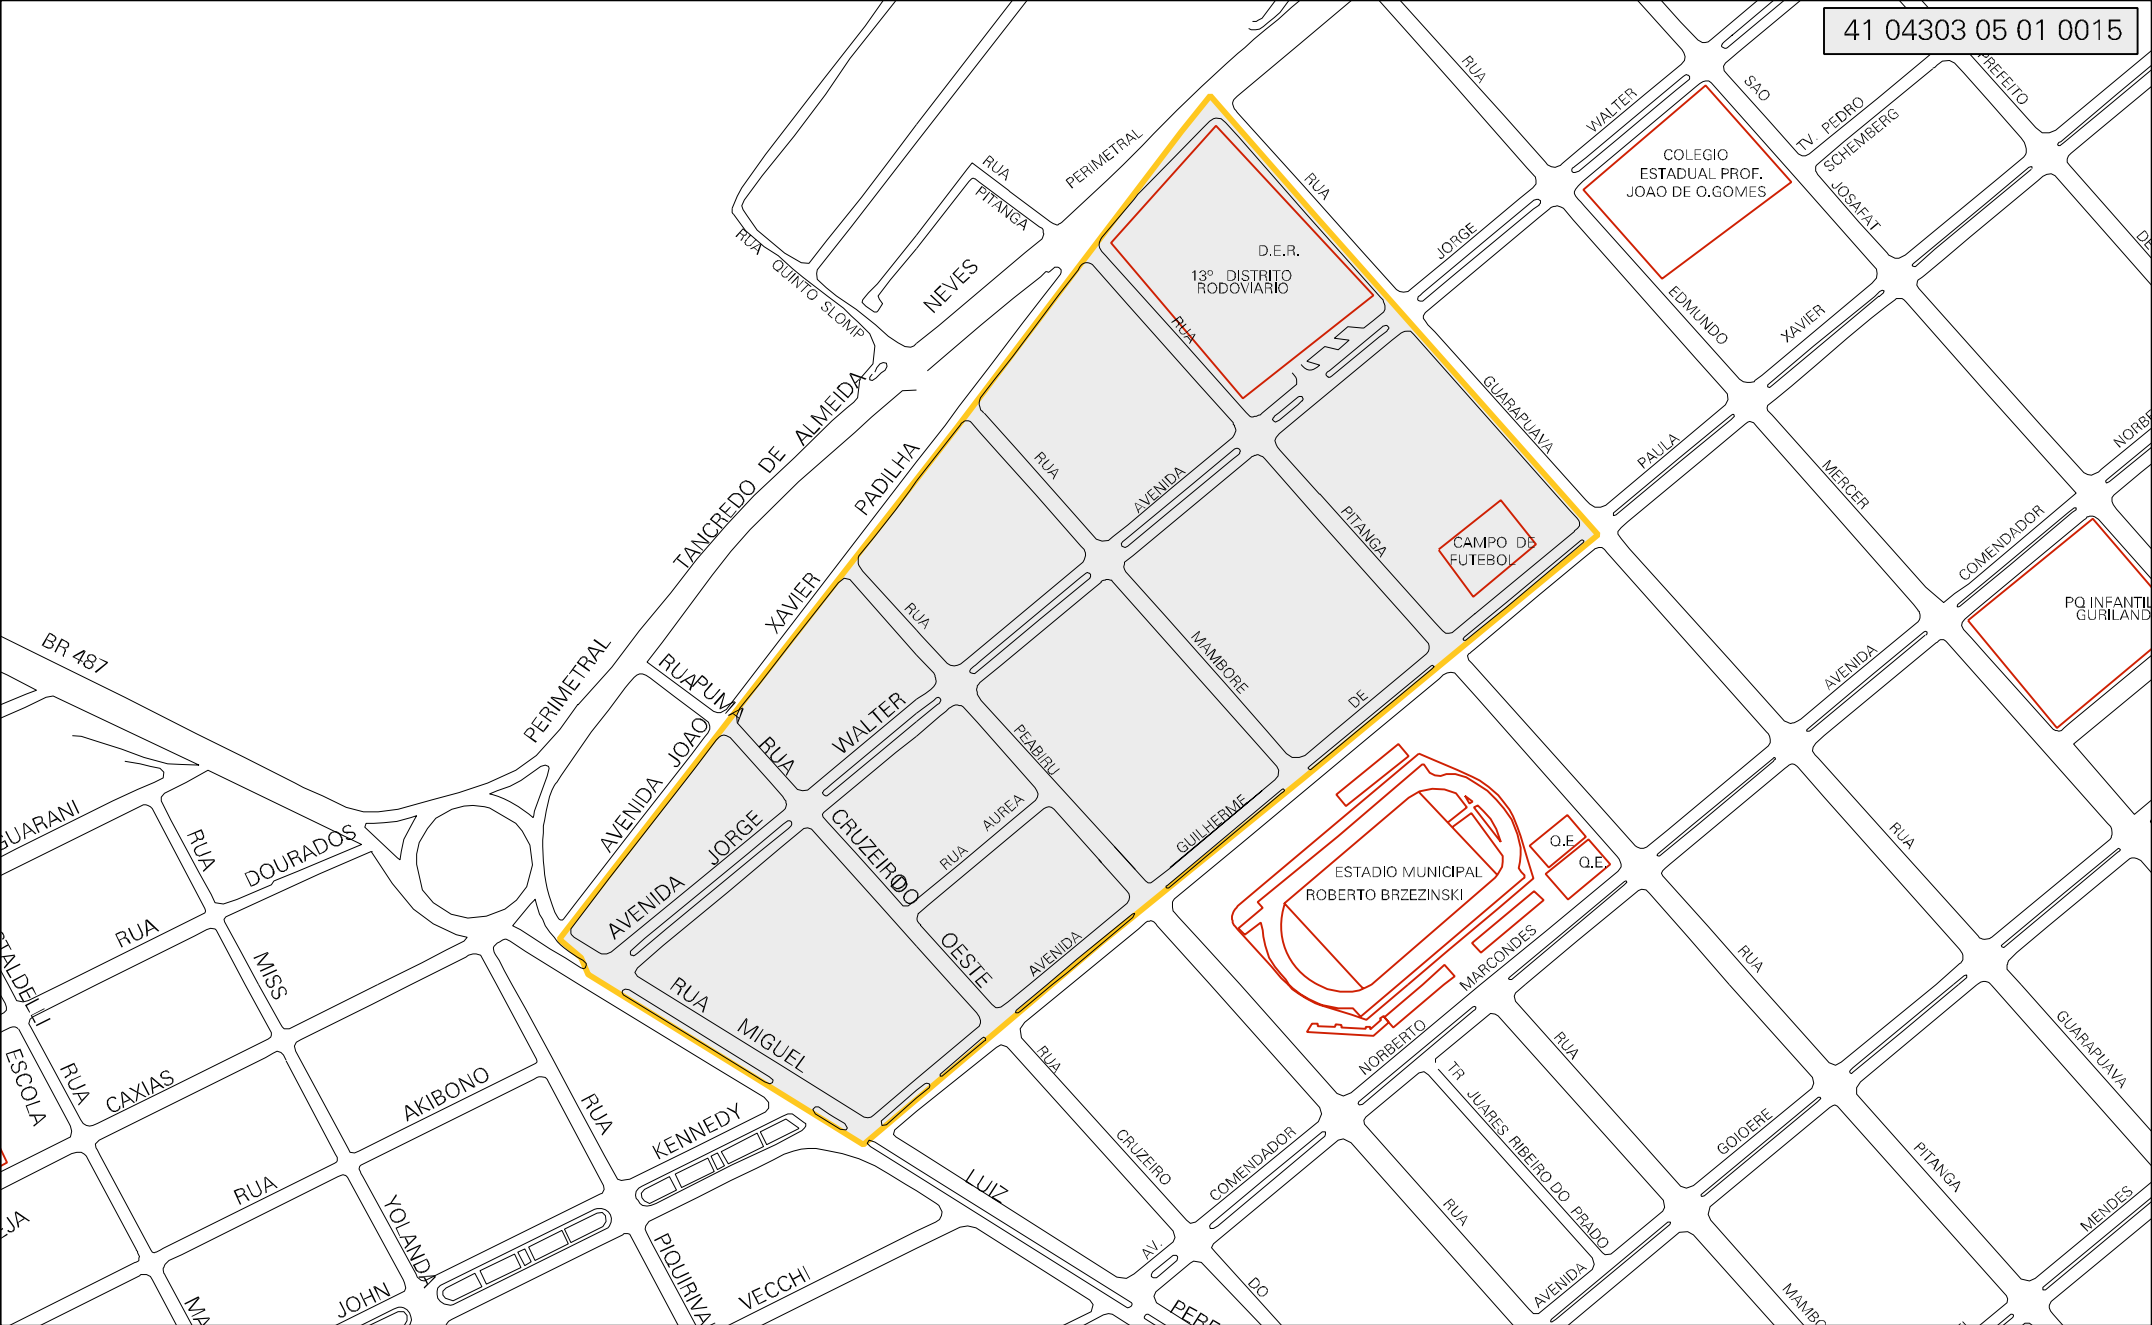 41 04303 05 01 0015
RUA
WALTER
SAO
PREFEITO
TV. PEDRO
SCHEMBERG
COLEGIO
ESTADUAL PROF.
JOAO DE O.GOMES
JOSAFAT
RUA
PITANGA
PERIMETRAL
RUA
JORGE
RUA QUINTO SLOMP
NEVES
D.E.R.
13º DISTRITO
RODOVIARIO
RUA
EDMUNDO
XAVIER
GUARAPUAVA
PAULA
MERCER
COMENDADOR
PERIMETRAL TANCREDO DE ALMEIDA
AVENIDA JOAO XAVIER PADILHA
RUA
AVENIDA
PITANGA
CAMPO DE
FUTEBOL
RUA
MAMBORE
DE
PQ INFANTIL
AVENIDA
BR 487
RUA PUMA
RUA
WALTER
PEABIRU
AUREA
RUA
GUILHERME
AVENIDA JORGE
CRUZEIRO DO
OESTE
AVENIDA
ESTADIO MUNICIPAL
ROBERTO BRZEZINSKI
Q.E.
Q.E.
RUA
GUARANI
RUA
DOURADOS
RUA
MISS
RUA
MIGUEL
NORBERTO
MARCONDES
RUA
RUA
GUARAPUAVA
ESCOLA
RUA
CAXIAS
AKIBONO
RUA
KENNEDY
LUIZ
RUA
CRUZEIRO
COMENDADOR
TR JUARES RIBEIRO DO PRADO
GOIOERE
PITANGA
MENDES
RUA
YOLANDA
JOHN
PIQUIRIVAI
VECCHI
AV.
DO
RUA
AVENIDA